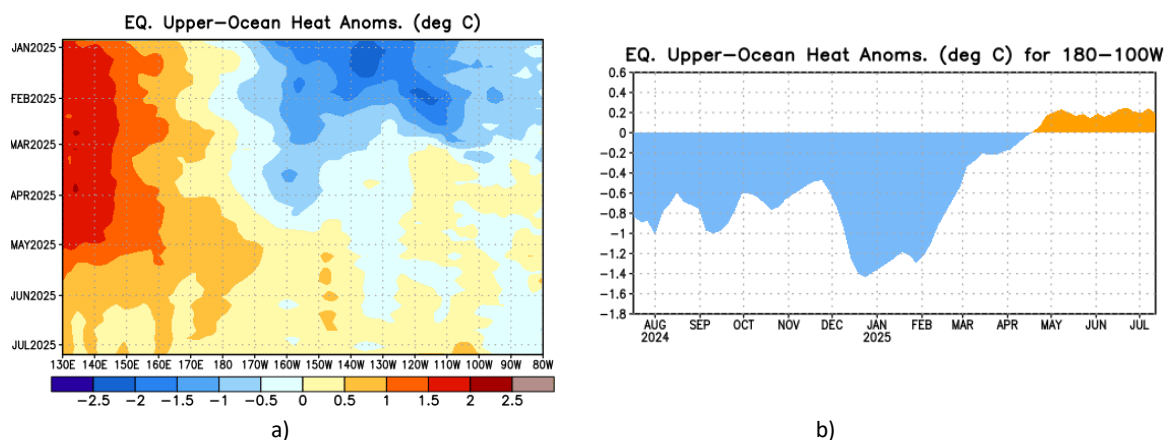 EQ. Upper-Ocean Heat Anoms. (deg C)
JAN2025
FEB2025
MAR2025
APR2025
MAY2025
JUN2025
JUL2025
130E 140E 150E 160E 170E 180 170W 160W 150W 140W 130W 120W 110W 100W 90W 80W
-2.5 -2 -1.5 -1 -0.5 0 0.5 1 1.5 2 2.5
a)
EQ. Upper-Ocean Heat Anoms. (deg C) for 180-100W
0.6
0.4
0.2
0
-0.2
-0.4
-0.6
-0.8
-1
-1.2
-1.4
-1.6
-1.8
AUG SEP OCT NOV DEC JAN FEB MAR APR MAY JUN JUL
2024 2025
b)